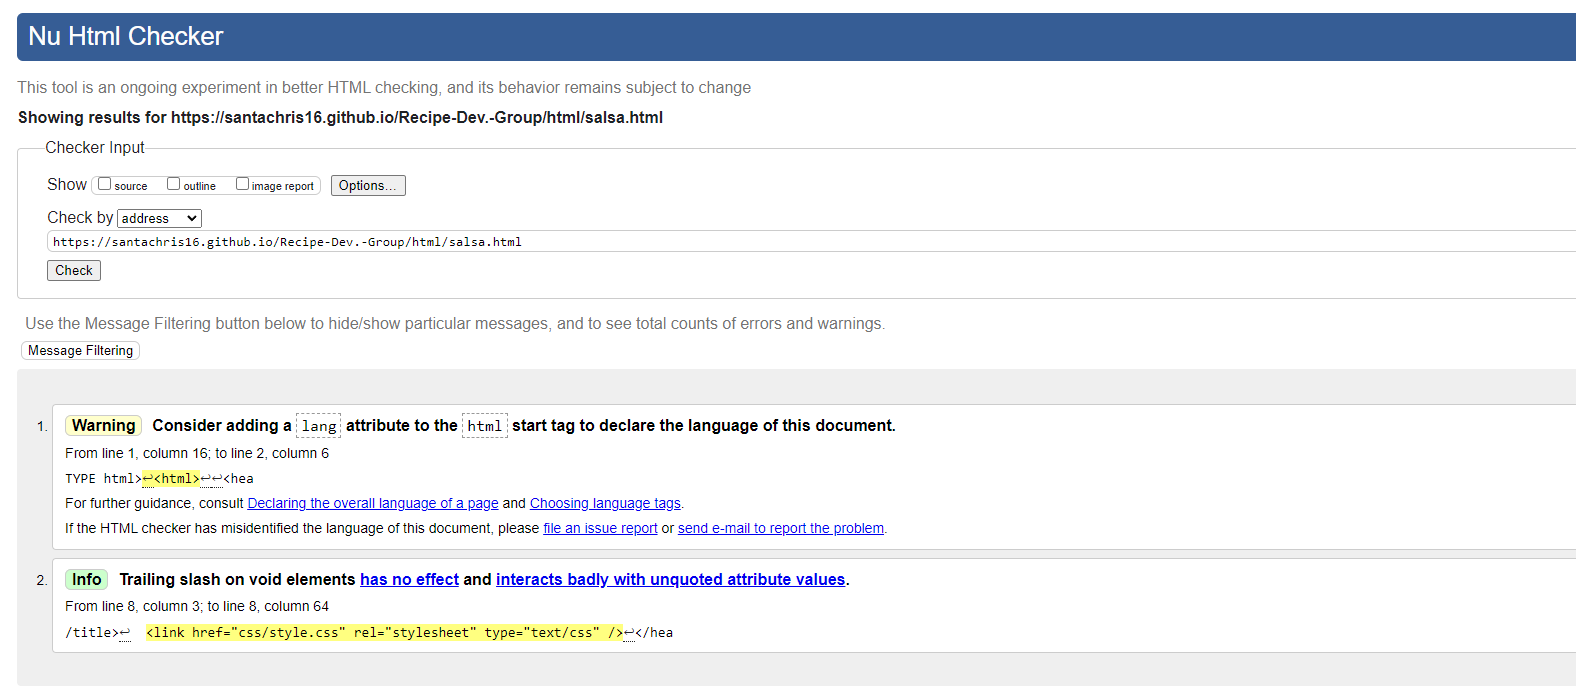 Nu Html Checker
This tool is an ongoing experiment in better HTML checking, and its behavior remains subject to change
Showing results for https://santachris16.github.io/Recipe-Dev.-Group/html/salsa.html
Checker Input
Show source outline image report Options...
Check by address
https://santachris16.github.io/Recipe-Dev.-Group/html/salsa.html
Check
Use the Message Filtering button below to hide/show particular messages, and to see total counts of errors and warnings.
Message Filtering
1. Warning Consider adding a lang attribute to the html start tag to declare the language of this document.
From line 1, column 16; to line 2, column 6
TYPE html>↩<html>↩↩<hea
For further guidance, consult Declaring the overall language of a page and Choosing language tags.
If the HTML checker has misidentified the language of this document, please file an issue report or send e-mail to report the problem.
2. Info Trailing slash on void elements has no effect and interacts badly with unquoted attribute values.
From line 8, column 3; to line 8, column 64
/title>↩  <link href="css/style.css" rel="stylesheet" type="text/css" />↩</hea